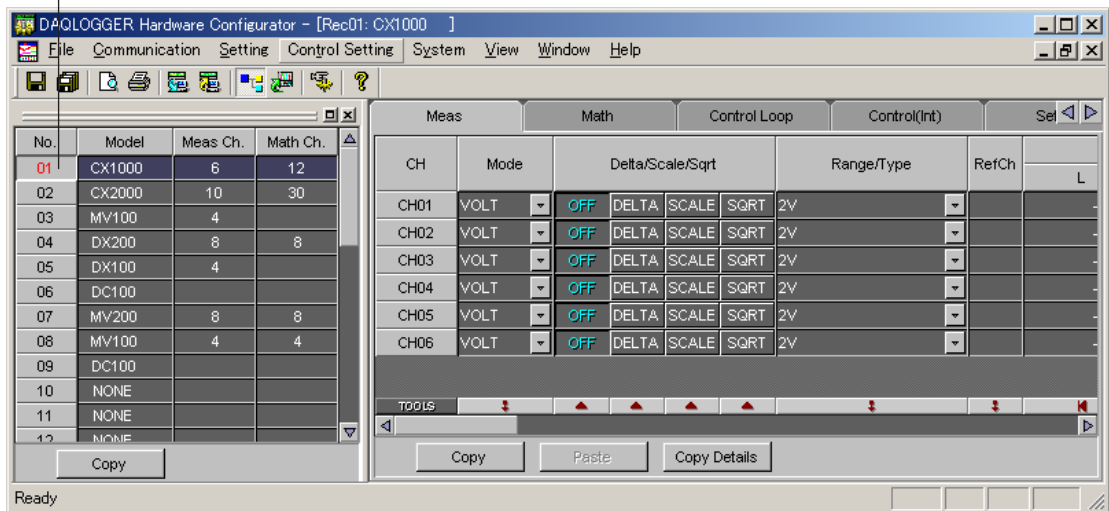 DAQLOGGER Hardware Configurator - [Rec01: CX1000 ]
File Communication Setting Control Setting System View Window Help
Meas Math Control Loop Control(Int)
No. Model Meas Ch. Math Ch.
CH Mode Delta/Scale/Sqrt Range/Type RefCh
L
01 CX1000 6 12
02 CX2000 10 30
03 MV100 4
04 DX200 8 8
05 DX100 4
06 DC100
07 MV200 8 8
08 MV100 4 4
09 DC100
10 NONE
11 NONE
12 NONE
Copy
CH01 VOLT OFF DELTA SCALE SQRT 2V
CH02 VOLT OFF DELTA SCALE SQRT 2V
CH03 VOLT OFF DELTA SCALE SQRT 2V
CH04 VOLT OFF DELTA SCALE SQRT 2V
CH05 VOLT OFF DELTA SCALE SQRT 2V
CH06 VOLT OFF DELTA SCALE SQRT 2V
TOOLS
Copy Paste Copy Details
Ready